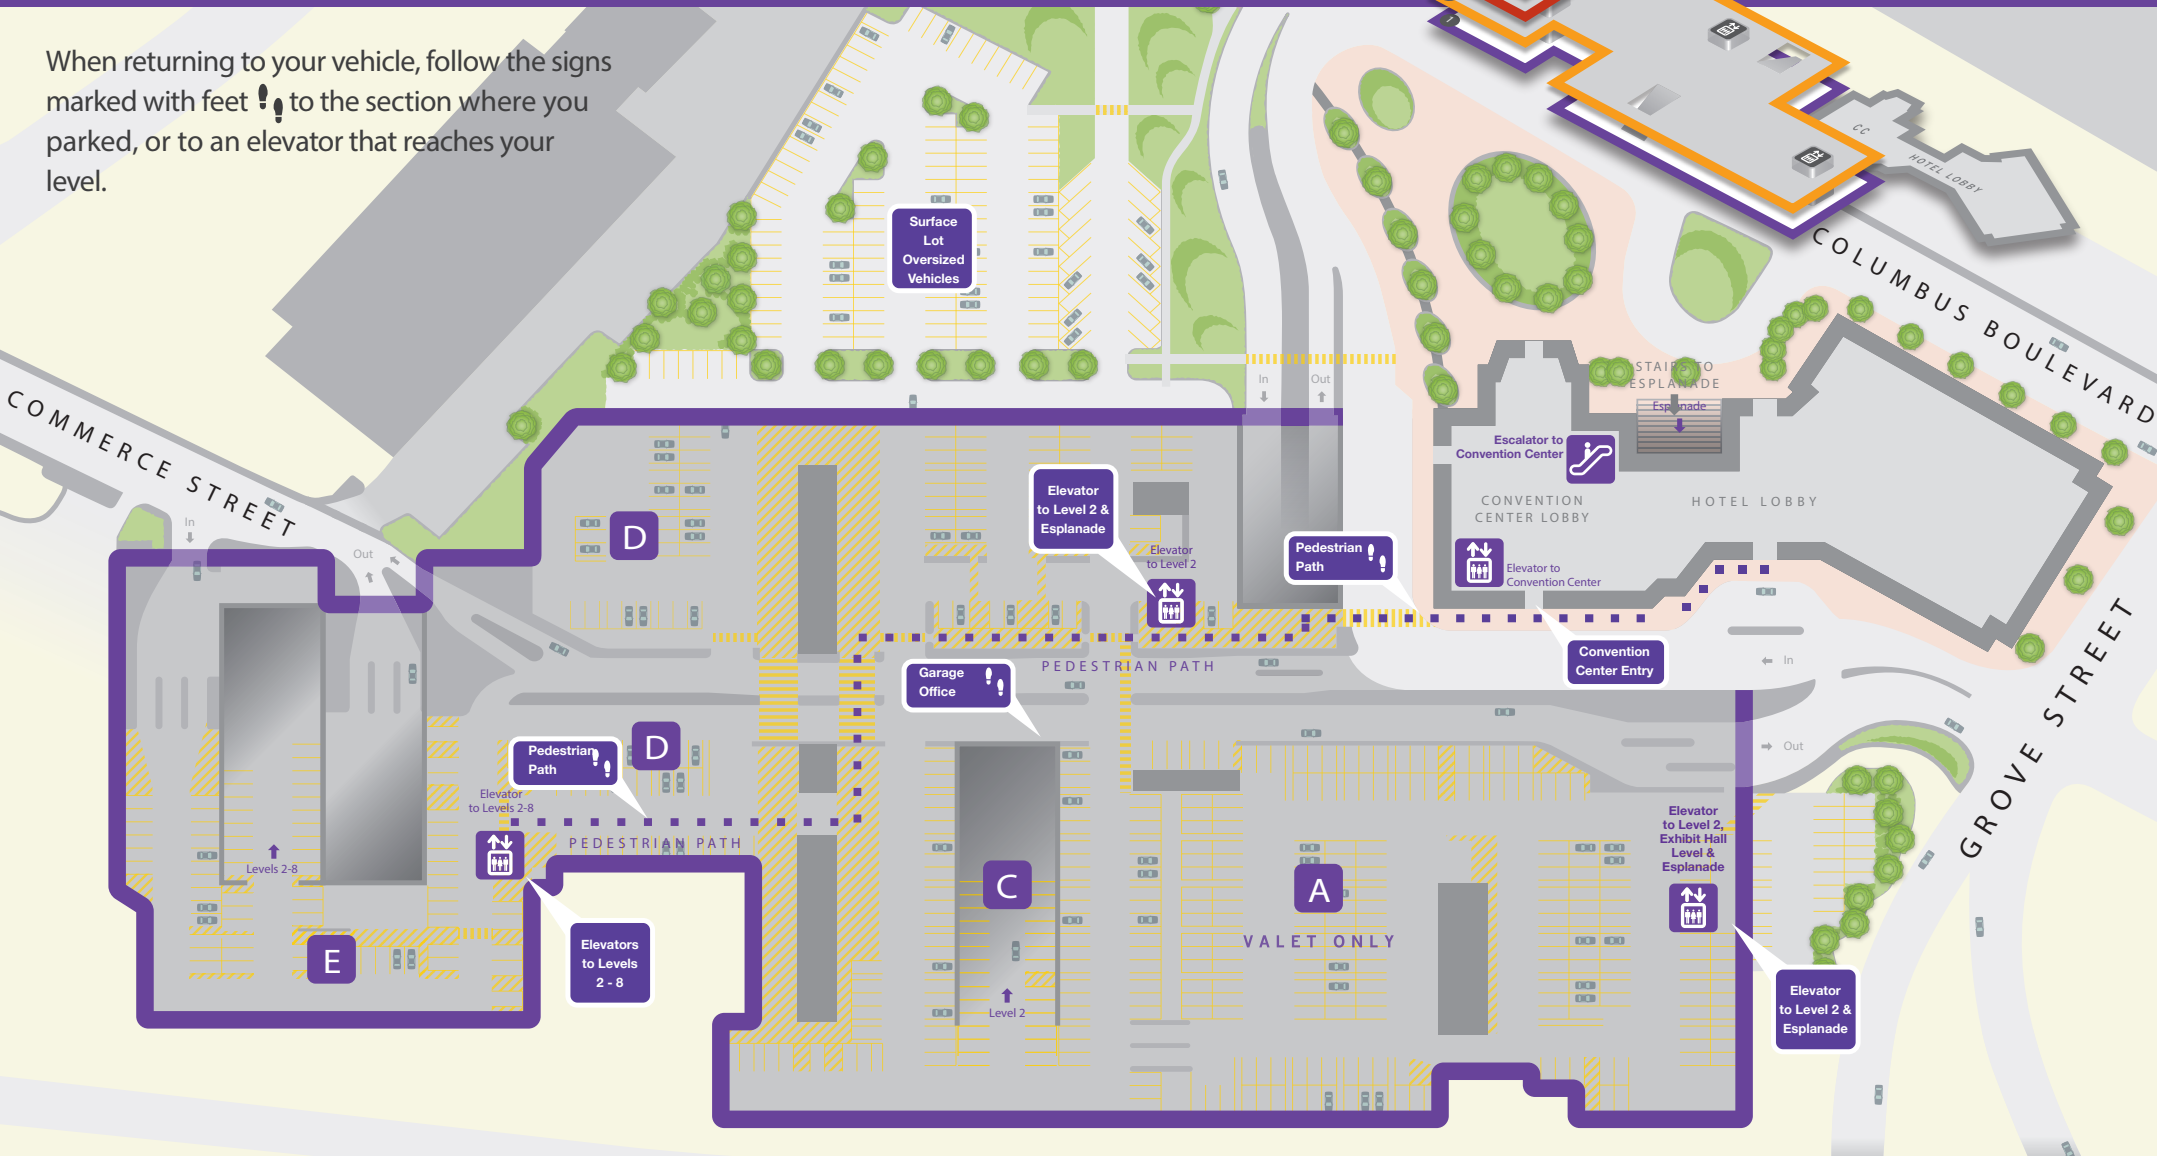 When returning to your vehicle, follow the signs
marked with feet to the section where you
parked, or to an elevator that reaches your
level.
1
CC
HOTEL LOBBY
COLUMBUS BOULEVARD
Surface
Lot
Oversized
Vehicles
COMMERCE STREET
In
Out
STAIRS TO
ESPLANADE
Esplanade
Escalator to
Convention Center
CONVENTION
CENTER LOBBY
HOTEL LOBBY
Elevator
to Level 2 &
Esplanade
D
In
Out
Elevator
to Level 2
Pedestrian
Path
Elevator to
Convention Center
PEDESTRIAN PATH
Garage
Office
Convention
Center Entry
In
Out
GROVE STREET
D
Pedestrian
Path
Elevator
to Levels 2-8
PEDESTRIAN PATH
Levels 2-8
Elevator
to Level 2,
Exhibit Hall
Level &
Esplanade
C
A
VALET ONLY
E
Elevators
to Levels
2 - 8
Level 2
Elevator
to Level 2 &
Esplanade